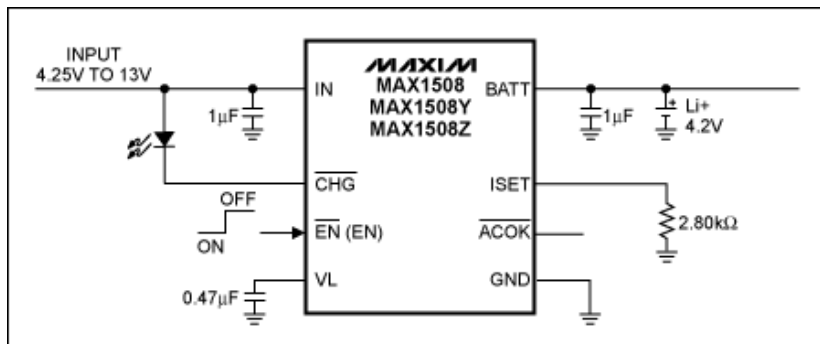 INPUT
4.25V TO 13V
MAXIM
MAX1508
MAX1508Y
MAX1508Z
IN
BATT
1μF
1μF
Li+
4.2V
CHG
ISET
OFF
ON
EN (EN)
ACOK
2.80kΩ
VL
GND
0.47μF